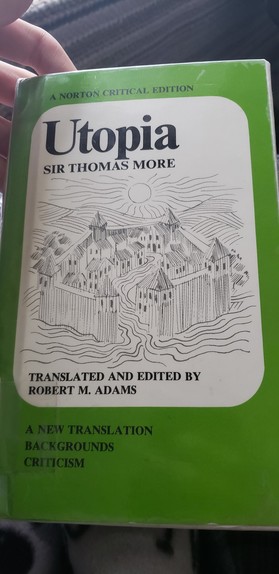 A NORTON CRITICAL EDITION
Utopia
SIR THOMAS MORE
TRANSLATED AND EDITED BY
ROBERT M. ADAMS
A NEW TRANSLATION
BACKGROUNDS
CRITICISM